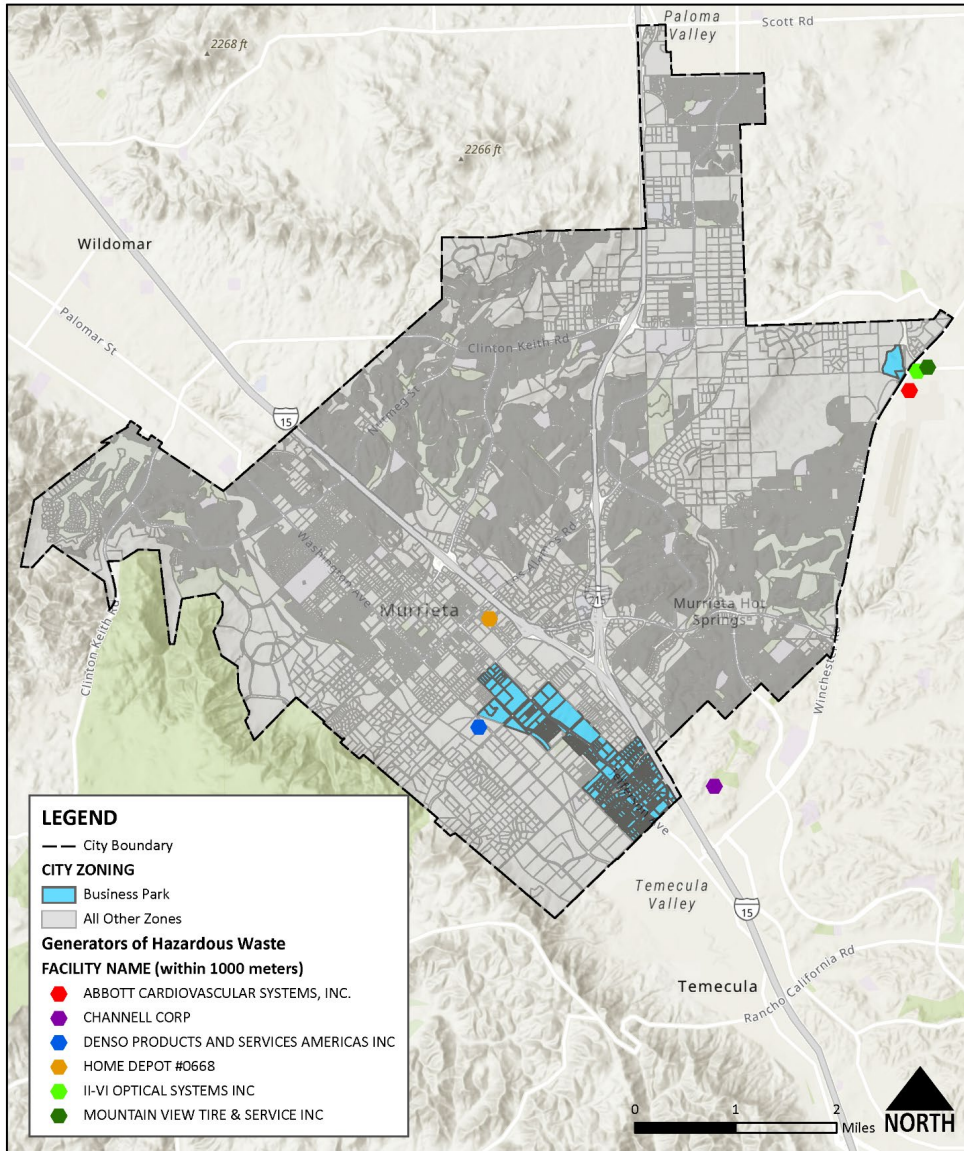 Paloma
Valley
Scott Rd
2268 ft
2266 ft
Wildomar
Palomar St
Clinton Keith Rd
Nutmeg St
15
Washington Ave
Los Alamos Rd
Murrieta
Murrieta Hot
Springs
Clinton Keith Rd
Temecula
Valley
15
Temecula
Rancho California Rd
LEGEND
City Boundary
CITY ZONING
Business Park
All Other Zones
Generators of Hazardous Waste
FACILITY NAME (within 1000 meters)
ABBOTT CARDIOVASCULAR SYSTEMS, INC.
CHANNELL CORP
DENSO PRODUCTS AND SERVICES AMERICAS INC
HOME DEPOT #0668
II-VI OPTICAL SYSTEMS INC
MOUNTAIN VIEW TIRE & SERVICE INC
0 1 2
Miles
NORTH